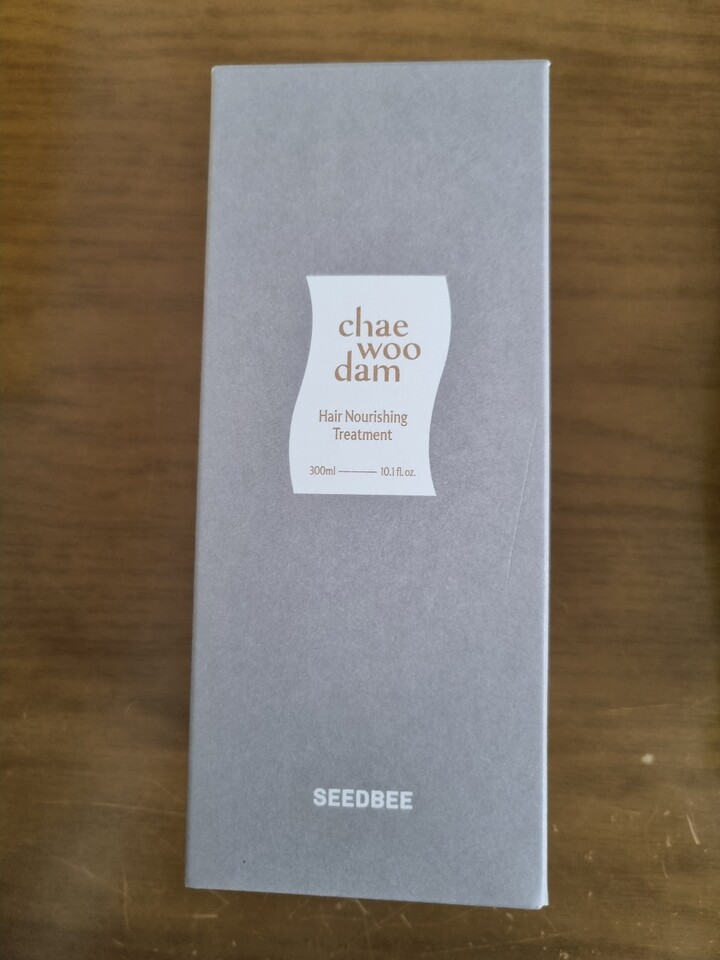 chae
woo
dam
Hair Nourishing
Treatment
300ml 10.1 fl. oz.
SEEDBEE